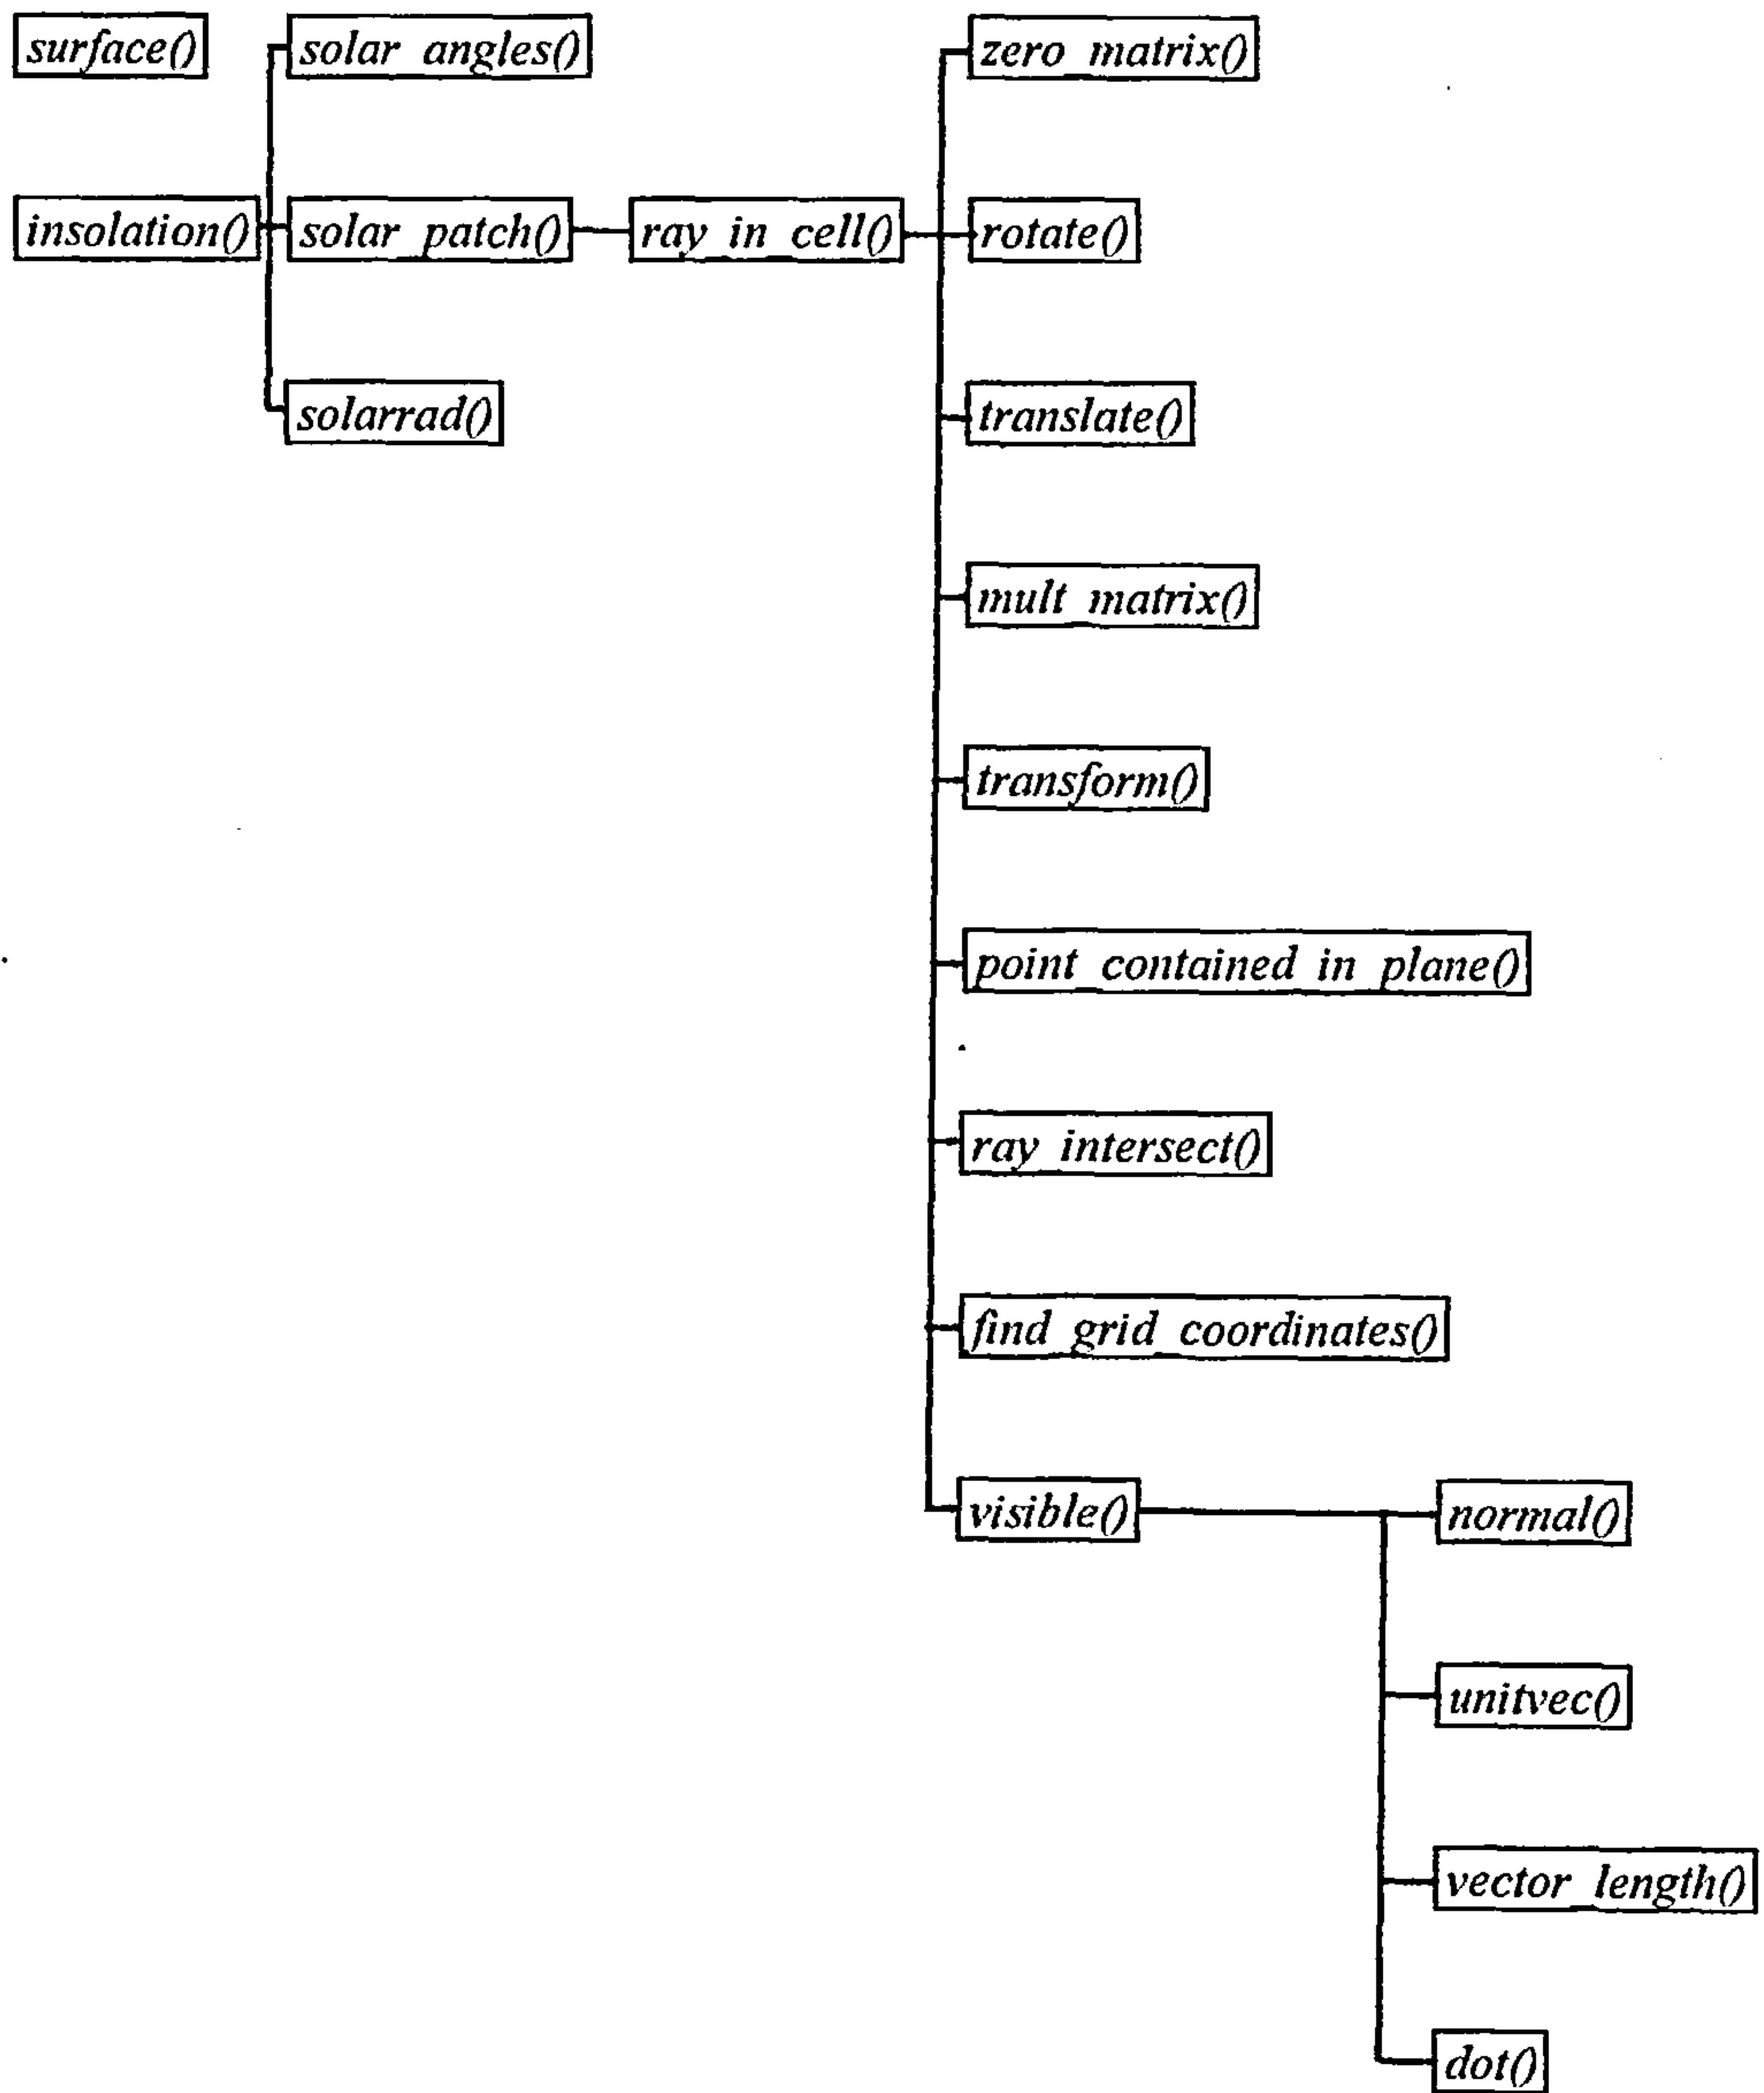 surface()
solar_angles()
zero_matrix()
insolation()
solar_patch()
ray_in_cell()
rotate()
solarrad()
translate()
mult_matrix()
transform()
point_contained_in_plane()
ray_intersect()
find_grid_coordinates()
visible()
normal()
unitvec()
vector_length()
dot()